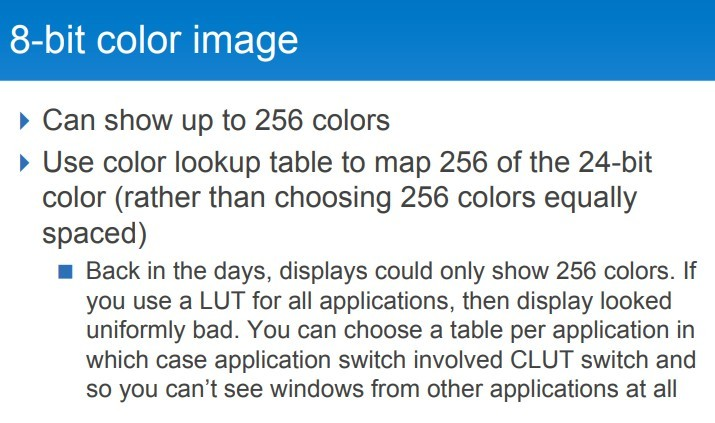 8-bit color image
Can show up to 256 colors
Use color lookup table to map 256 of the 24-bit
color (rather than choosing 256 colors equally
spaced)
Back in the days, displays could only show 256 colors. If
you use a LUT for all applications, then display looked
uniformly bad. You can choose a table per application in
which case application switch involved CLUT switch and
so you can't see windows from other applications at all